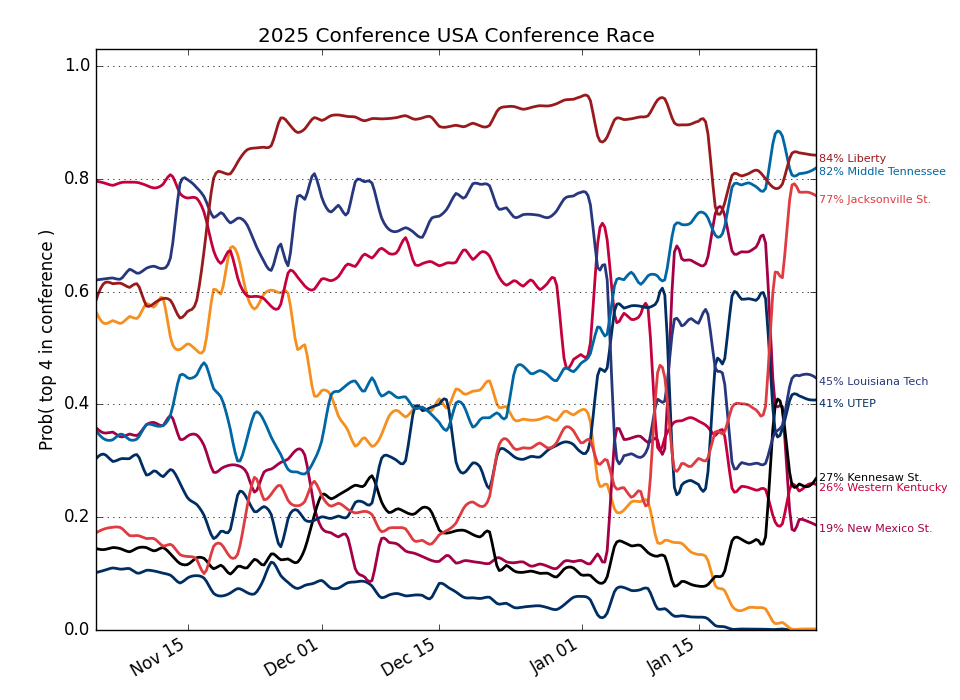 2025 Conference USA Conference Race
Prob( top 4 in conference )
1.0
0.8
0.6
0.4
0.2
0.0
Nov 15
Dec 01
Dec 15
Jan 01
Jan 15
84% Liberty
82% Middle Tennessee
77% Jacksonville St.
45% Louisiana Tech
41% UTEP
27% Kennesaw St.
26% Western Kentucky
19% New Mexico St.